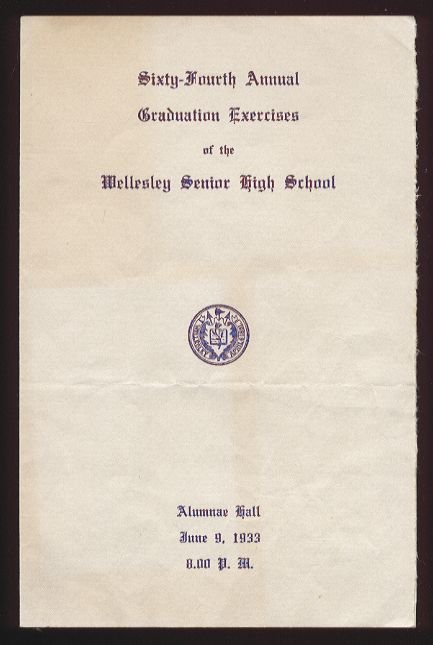 Sixty-Fourth Annual
Graduation Exercises
of the
Wellesley Senior High School
Alumnae Hall
June 9, 1933
8.00 P. M.